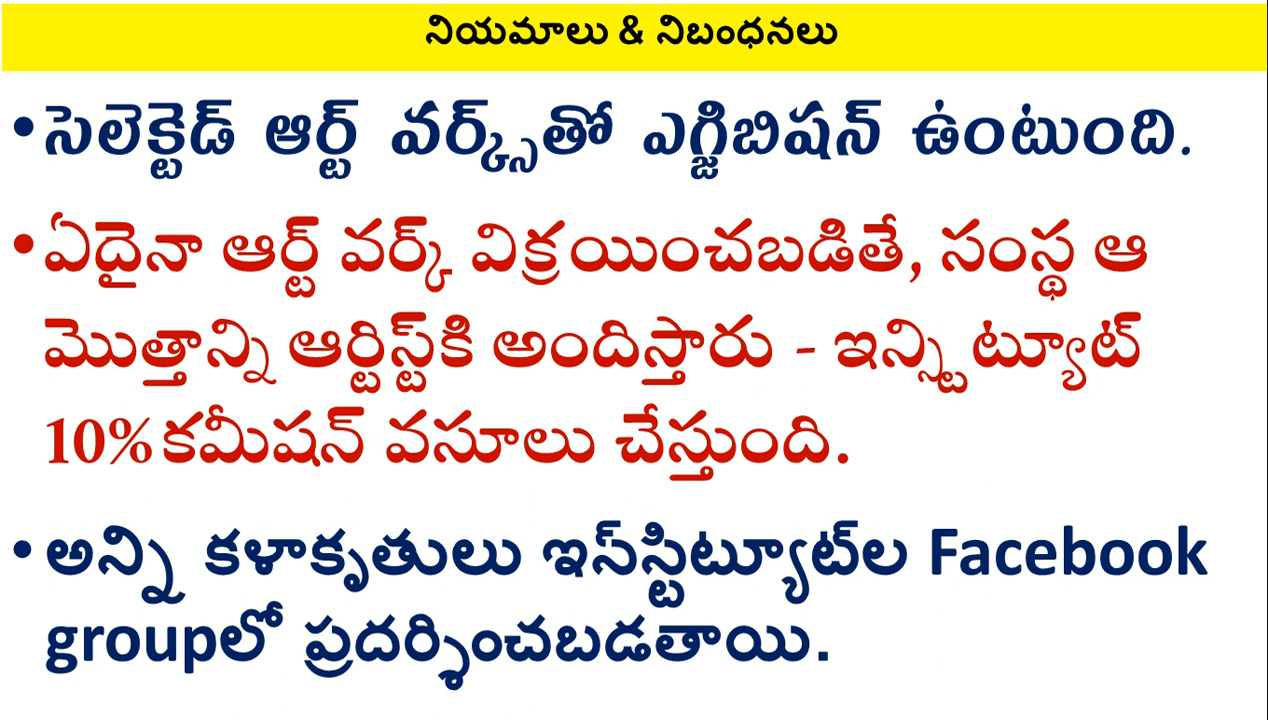 నియమాలు & నిబంధనలు
•సెలెక్టెడ్ ఆర్ట్ వర్క్స్‌తో ఎగ్జిబిషన్ ఉంటుంది.
•ఏదైనా ఆర్ట్ వర్క్ విక్రయించబడితే, సంస్థ ఆ
మొత్తాన్ని ఆర్టిస్ట్‌కి అందిస్తారు - ఇన్స్టిట్యూట్
10%కమీషన్ వసూలు చేస్తుంది.
•అన్ని కళాకృతులు ఇన్‌స్టిట్యూట్‌ల Facebook
groupలో ప్రదర్శించబడతాయి.